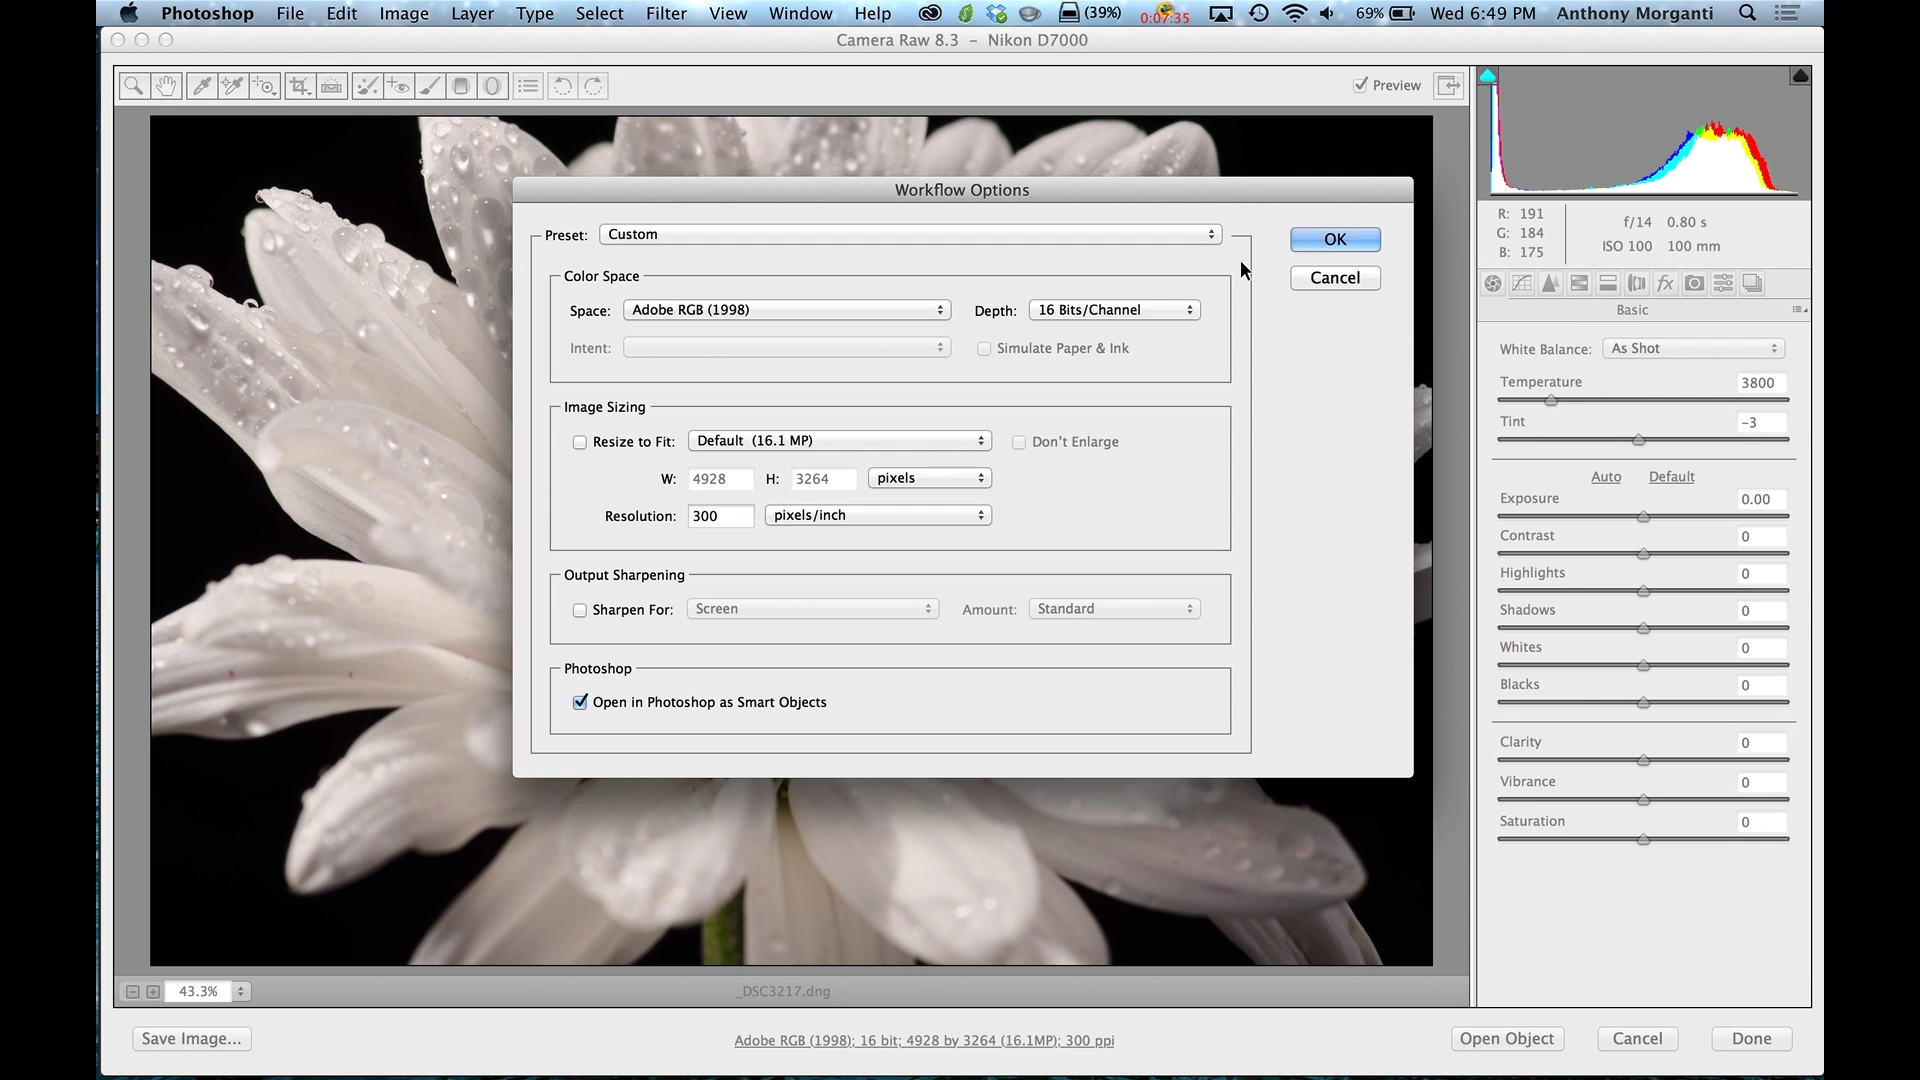 Photoshop File Edit Image Layer Type Select Filter View Window Help (39%) 0:07:35 69% Wed 6:49 PM Anthony Morganti
Camera Raw 8.3 – Nikon D7000
Preview
Workflow Options
Preset: Custom
OK
Color Space
Cancel
Space: Adobe RGB (1998) Depth: 16 Bits/Channel
Intent: Simulate Paper & Ink
Image Sizing
Resize to Fit: Default (16.1 MP) Don't Enlarge
W: 4928 H: 3264 pixels
Resolution: 300 pixels/inch
Output Sharpening
Sharpen For: Screen Amount: Standard
Photoshop
Open in Photoshop as Smart Objects
R: 191
G: 184
B: 175
f/14 0.80 s
ISO 100 100 mm
fx
Basic
White Balance: As Shot
Temperature 3800
Tint -3
Auto Default
Exposure 0.00
Contrast 0
Highlights 0
Shadows 0
Whites 0
Blacks 0
Clarity 0
Vibrance 0
Saturation 0
43.3% _DSC3217.dng
Save Image... Adobe RGB (1998); 16 bit; 4928 by 3264 (16.1MP); 300 ppi Open Object Cancel Done